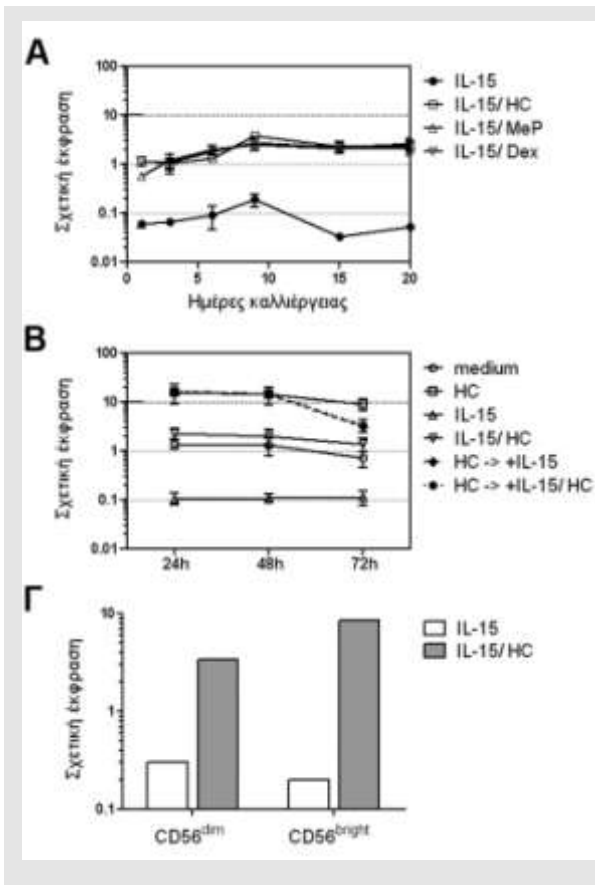 A
Σχετική έκφραση
100
10
1
0.1
0.01
0
5
10
15
20
Ημέρες καλλιέργειας
IL-15
IL-15/ HC
IL-15/ MeP
IL-15/ Dex
B
Σχετική έκφραση
100
10
1
0.1
0.01
24h
48h
72h
medium
HC
IL-15
IL-15/ HC
HC -> +IL-15
HC -> +IL-15/ HC
Γ
Σχετική έκφραση
10
1
0.1
CD56dim
CD56bright
IL-15
IL-15/ HC